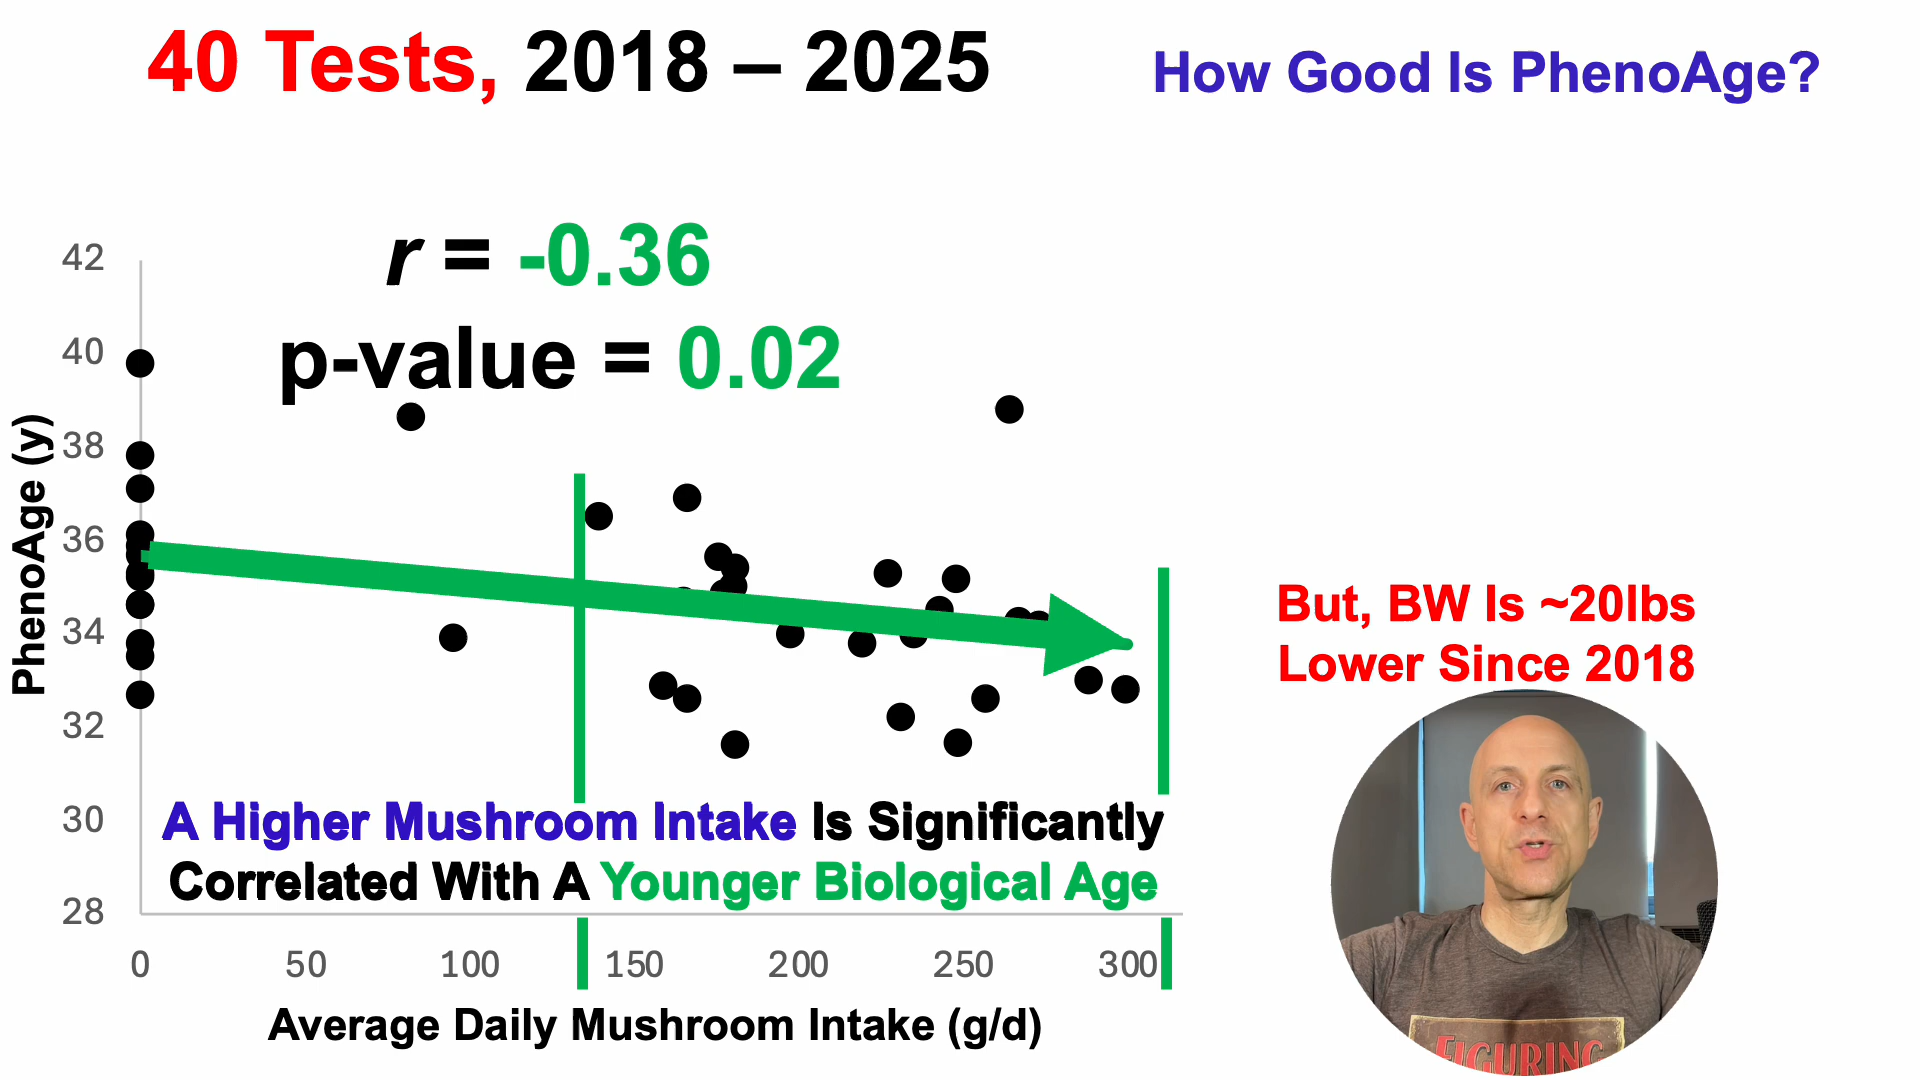 40 Tests, 2018 – 2025
How Good Is PhenoAge?
r = -0.36
p-value = 0.02
PhenoAge (y)
42
40
38
36
34
32
30
28
But, BW Is ~20lbs
Lower Since 2018
A Higher Mushroom Intake Is Significantly
Correlated With A Younger Biological Age
0 50 100 150 200 250 300
Average Daily Mushroom Intake (g/d)
FIGURING